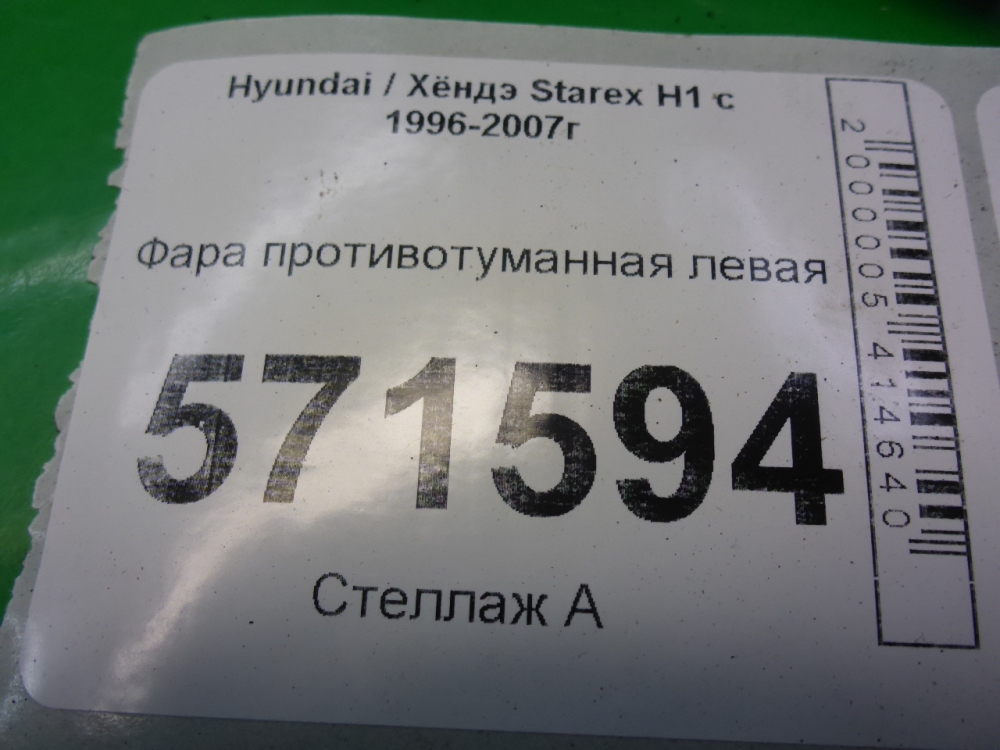 Hyundai / Хёндэ Starex H1 с
1996-2007г
Фара противотуманная левая
571594
Стеллаж А
2000005414640